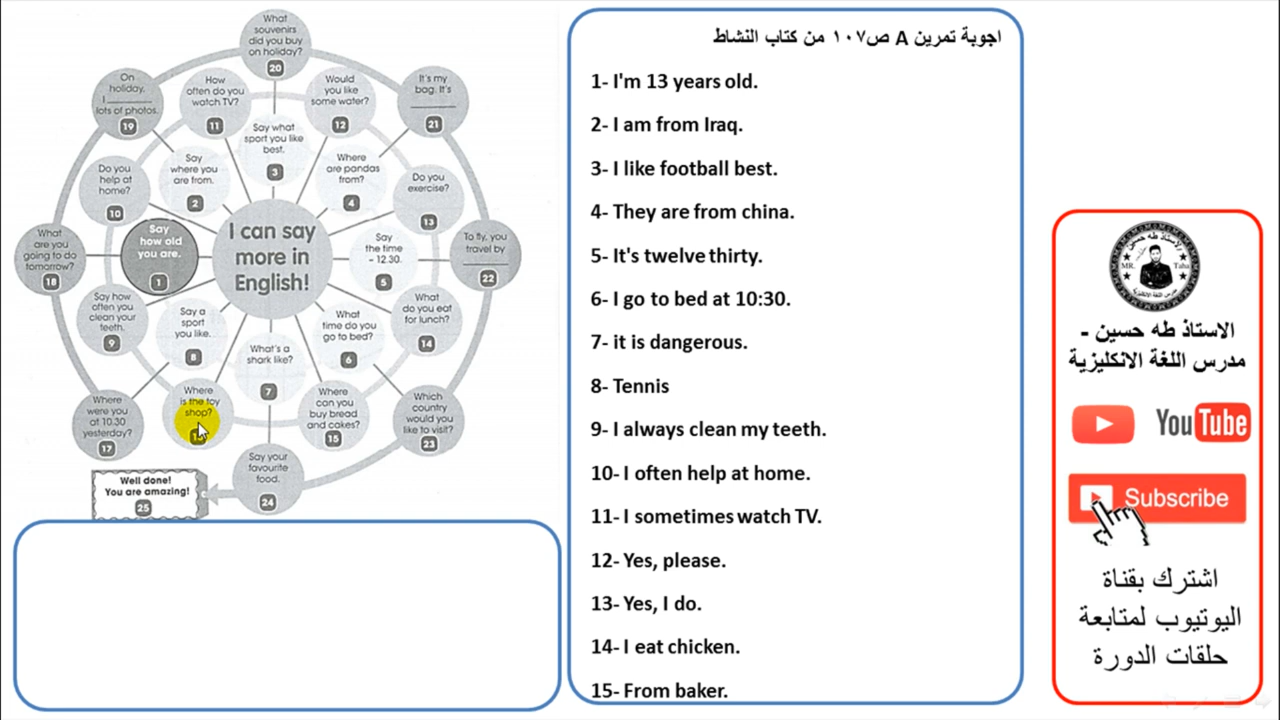 What
souvenirs
did you buy
on holiday?
20
On
holiday,
I ______
lots of photos.
19
How
often do you
watch TV?
11
Would
you like
some water?
12
It's my
bag. It's
______
21
Say what
sport you like
best.
3
Say
where you
are from.
2
Where
are pandas
from?
4
Do you
help at
home?
10
Do you
exercise?
13
What
are you
going to do
tomorrow?
18
Say
how old
you are.
1
I can say
more in
English!
Say
the time
– 12.30.
5
To fly, you
travel by
______
22
Say how
often you
clean your
teeth.
9
Say a
sport
you like.
8
What's a
shark like?
7
What
time do you
go to bed?
6
What
do you eat
for lunch?
14
Where
were you
at 10.30
yesterday?
17
Where
is the toy
shop?
Where
can you
buy bread
and cakes?
15
Which
country
would you
like to visit?
23
Say your
favourite
food.
24
Well done!
You are amazing!
25
اجوبة تمرين A ص١٠٧ من كتاب النشاط
1- I'm 13 years old.
2- I am from Iraq.
3- I like football best.
4- They are from china.
5- It's twelve thirty.
6- I go to bed at 10:30.
7- it is dangerous.
8- Tennis
9- I always clean my teeth.
10- I often help at home.
11- I sometimes watch TV.
12- Yes, please.
13- Yes, I do.
14- I eat chicken.
15- From baker.
الاستاذ طه حسين
MR. Taha
مدرس اللغة الانكليزية
الاستاذ طه حسين -
مدرس اللغة الانكليزية
YouTube
Subscribe
اشترك بقناة
اليوتيوب لمتابعة
حلقات الدورة